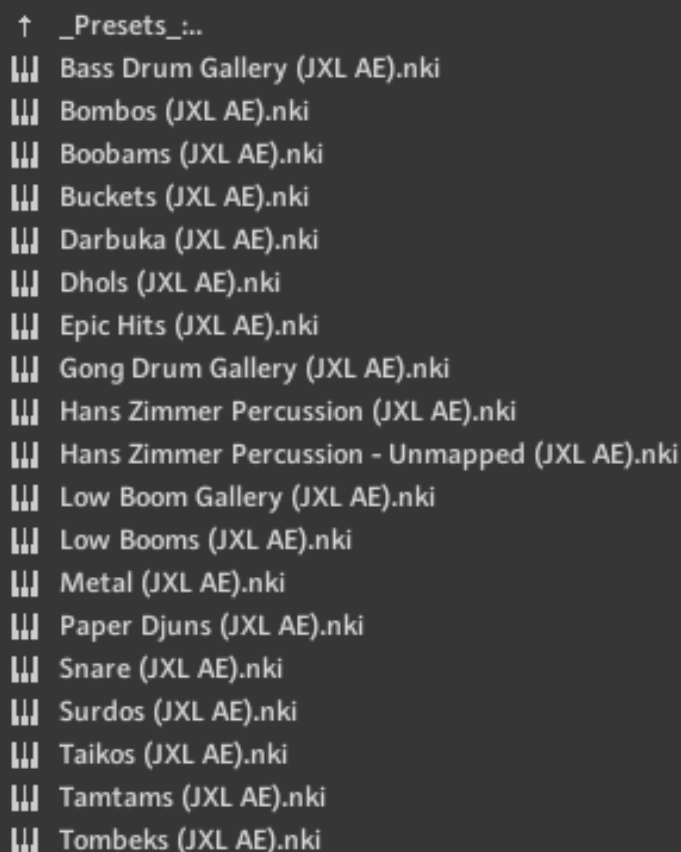 _Presets_:..
Bass Drum Gallery (JXL AE).nki
Bombos (JXL AE).nki
Boobams (JXL AE).nki
Buckets (JXL AE).nki
Darbuka (JXL AE).nki
Dhols (JXL AE).nki
Epic Hits (JXL AE).nki
Gong Drum Gallery (JXL AE).nki
Hans Zimmer Percussion (JXL AE).nki
Hans Zimmer Percussion - Unmapped (JXL AE).nki
Low Boom Gallery (JXL AE).nki
Low Booms (JXL AE).nki
Metal (JXL AE).nki
Paper Djuns (JXL AE).nki
Snare (JXL AE).nki
Surdos (JXL AE).nki
Taikos (JXL AE).nki
Tamtams (JXL AE).nki
Tombeks (JXL AE).nki